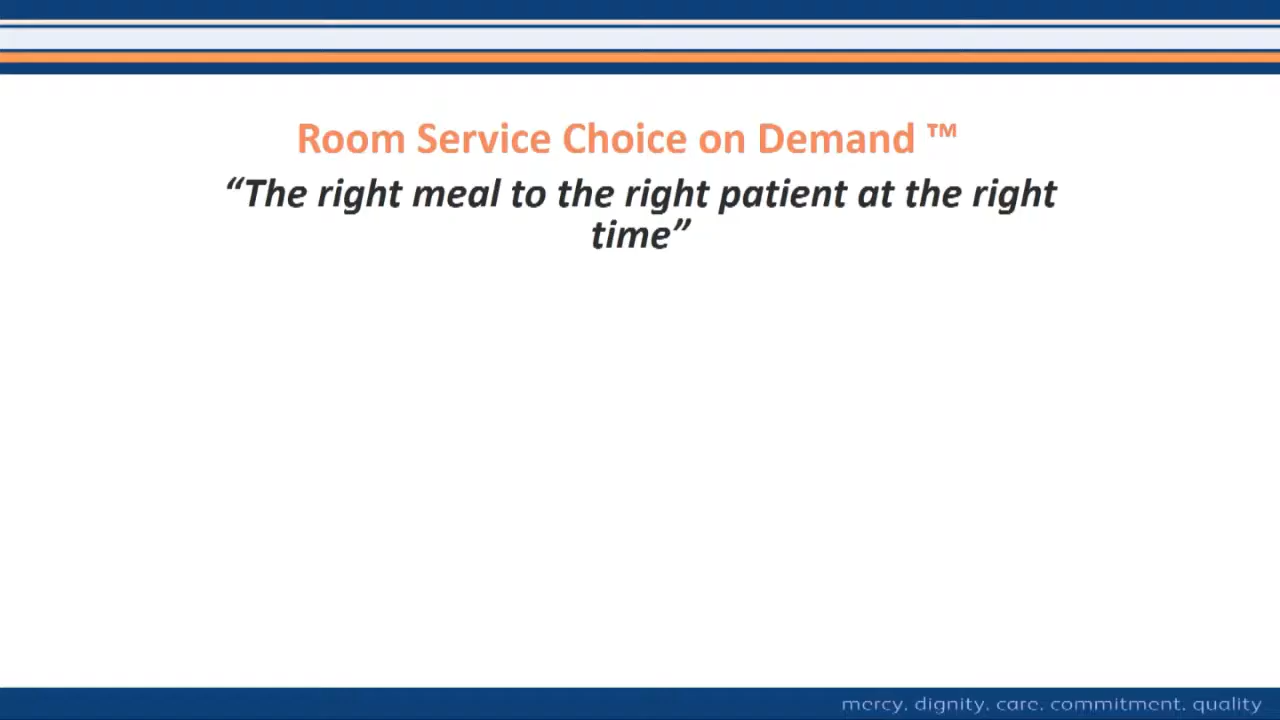 Room Service Choice on Demand ™
“The right meal to the right patient at the right
time”
mercy. dignity. care. commitment. quality